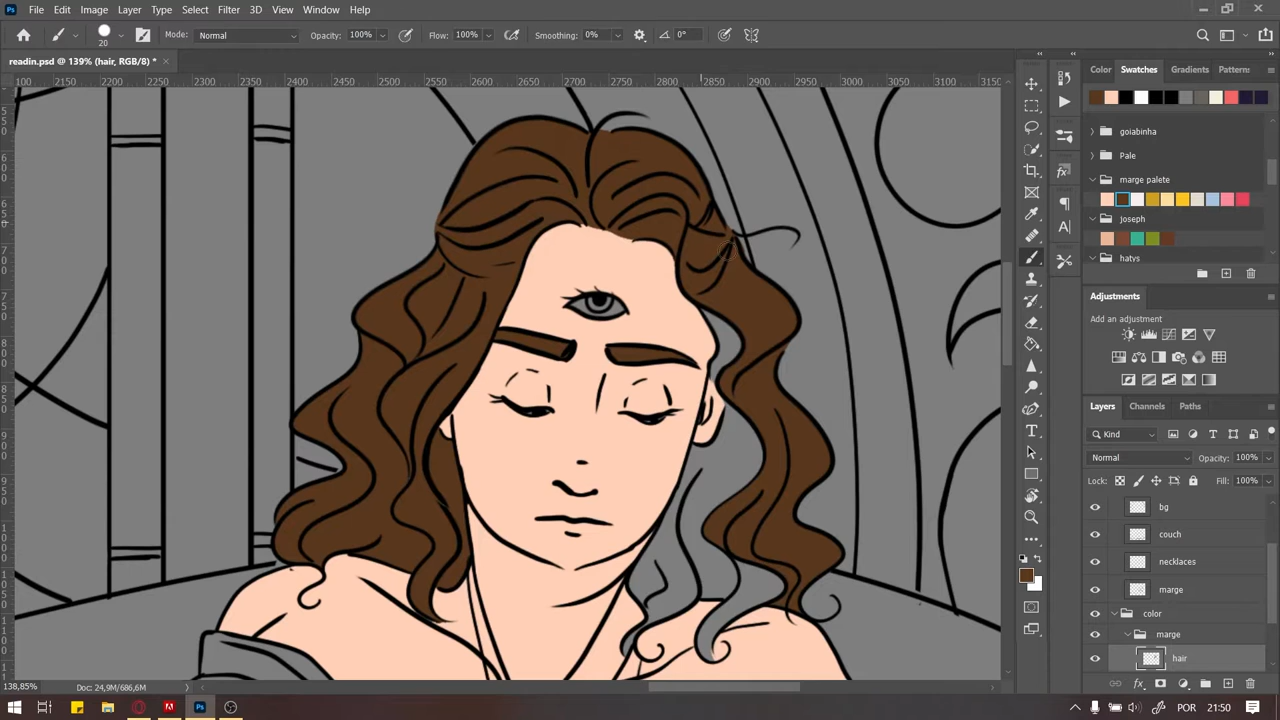 Ps File Edit Image Layer Type Select Filter 3D View Window Help
20 Mode: Normal Opacity: 100% Flow: 100% Smoothing: 0% 0°
readin.psd @ 139% (hair, RGB/8) *
100 2150 2200 2250 2300 2350 2400 2450 2500 2550 2600 2650 2700 2750 2800 2850 2900 2950 3000 3050 3100 3150
Color Swatches Gradients Pattern:
goiabinha
Pale
marge palete
joseph
hatys
Adjustments
Add an adjustment
Layers Channels Paths
Kind
Normal Opacity: 100%
Lock: Fill: 100%
bg
couch
necklaces
marge
color
marge
hair
138,85% Doc: 24,9M/686,6M
POR 21:50